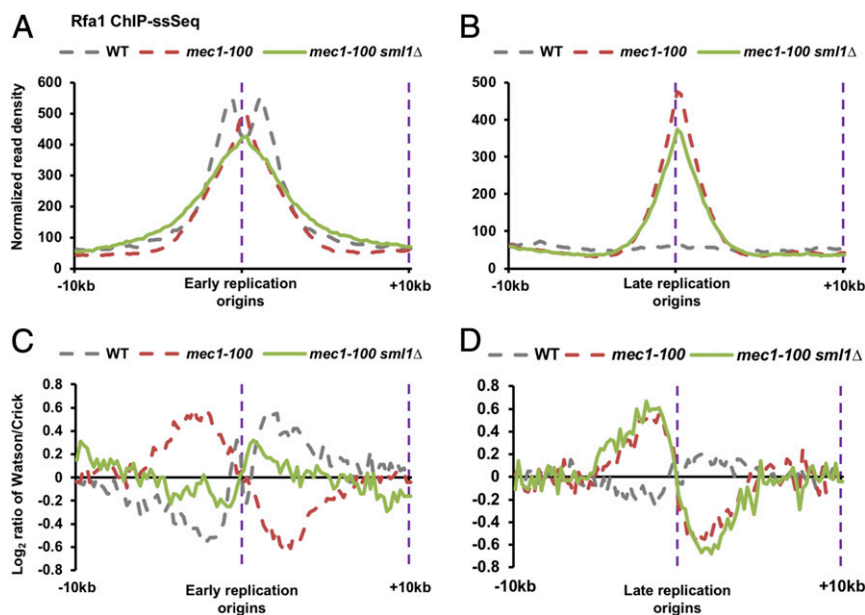 A
Rfa1 ChIP-ssSeq
WT mec1-100 mec1-100 sml1Δ
Normalized read density
600
500
400
300
200
100
0
-10kb
Early replication
origins
+10kb
B
WT mec1-100 mec1-100 sml1Δ
500
400
300
200
100
0
-10kb
Late replication
origins
+10kb
C
WT mec1-100 mec1-100 sml1Δ
Log2 ratio of Watson/Crick
0.8
0.6
0.4
0.2
0
-0.2
-0.4
-0.6
-0.8
-10kb
Early replication
origins
+10kb
D
WT mec1-100 mec1-100 sml1Δ
0.8
0.6
0.4
0.2
0
-0.2
-0.4
-0.6
-0.8
-10kb
Late replication
origins
+10kb